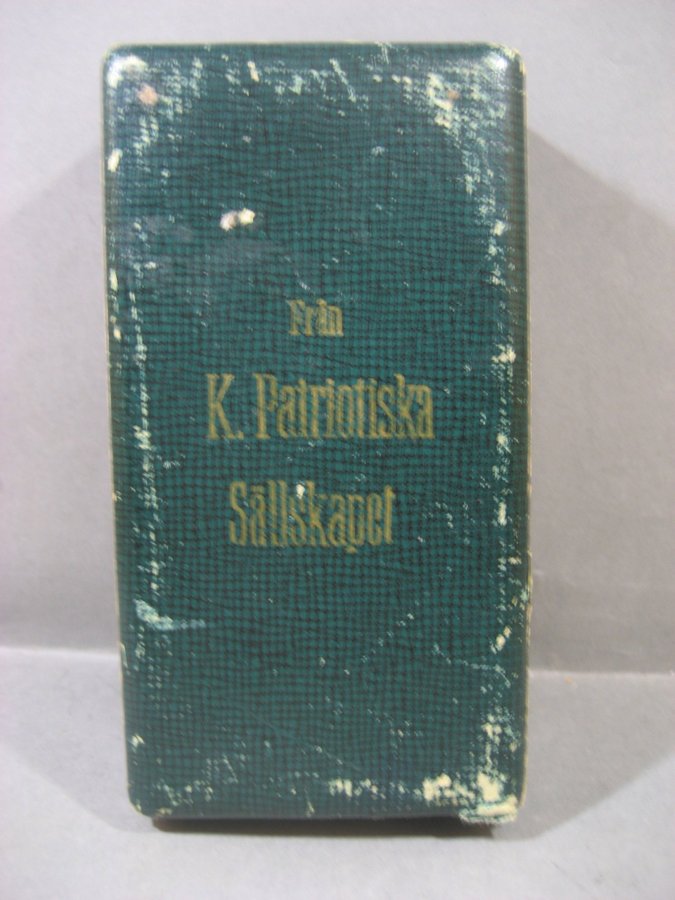 Från
K. Patriotiska
Sällskapet